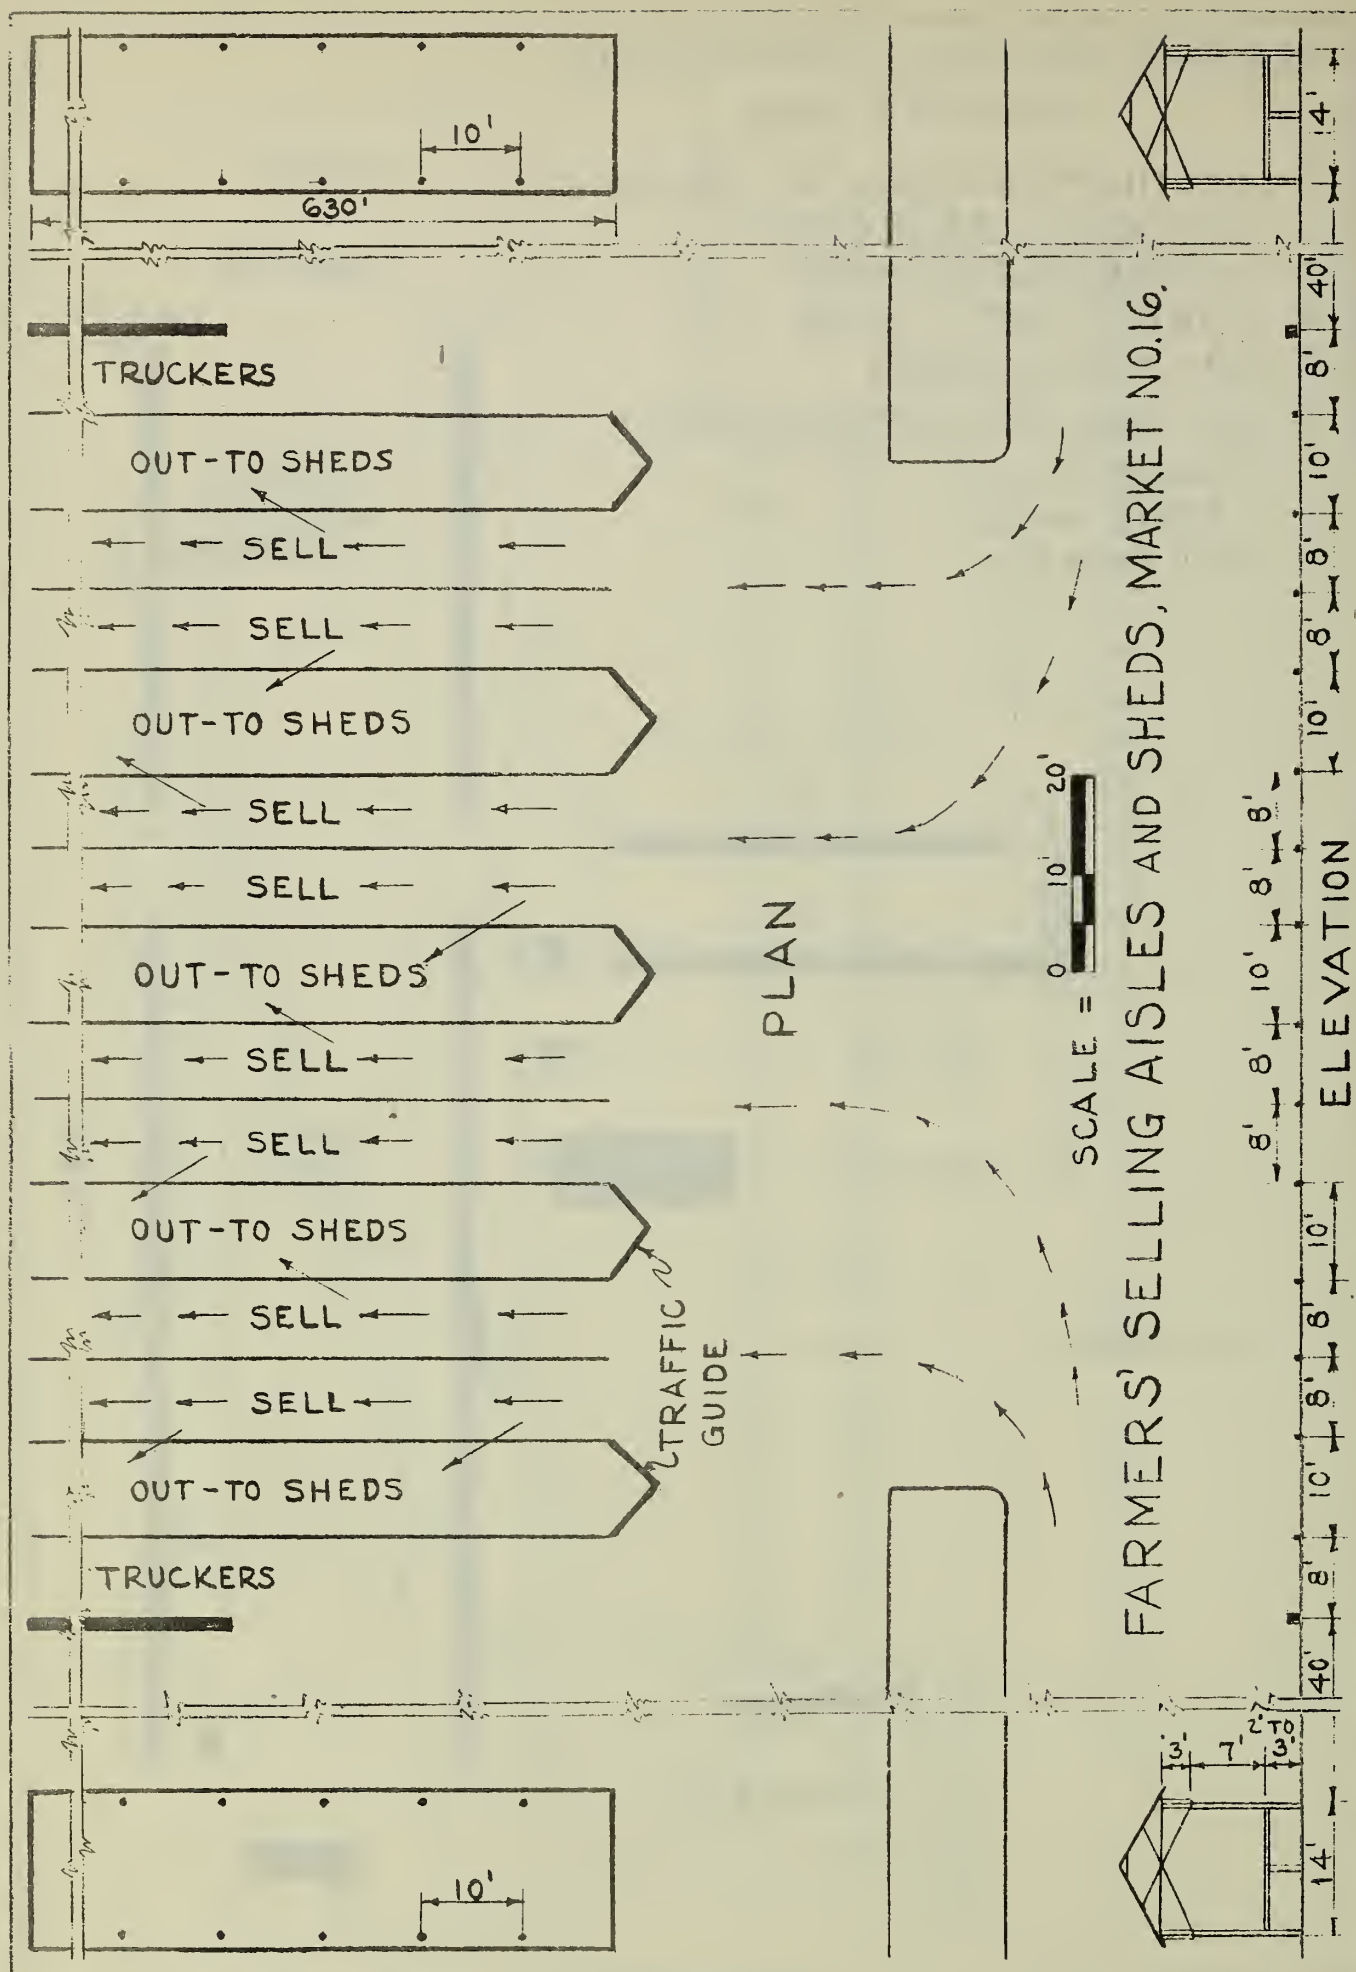 10'
630'
TRUCKERS
OUT-TO SHEDS
SELL
SELL
OUT-TO SHEDS
SELL
SELL
OUT-TO SHEDS
SELL
SELL
OUT-TO SHEDS
SELL
SELL
OUT-TO SHEDS
TRUCKERS
10'
TRAFFIC
GUIDE
PLAN
SCALE =
0 10' 20'
FARMERS' SELLING AISLES AND SHEDS, MARKET NO.16.
3' 7' 2' TO
3'
14' 40' 8' 10' 8' 8' 10' 8' 8' 10' 8' 8' 10' 8' 8' 10' 8' 40' 14'
ELEVATION